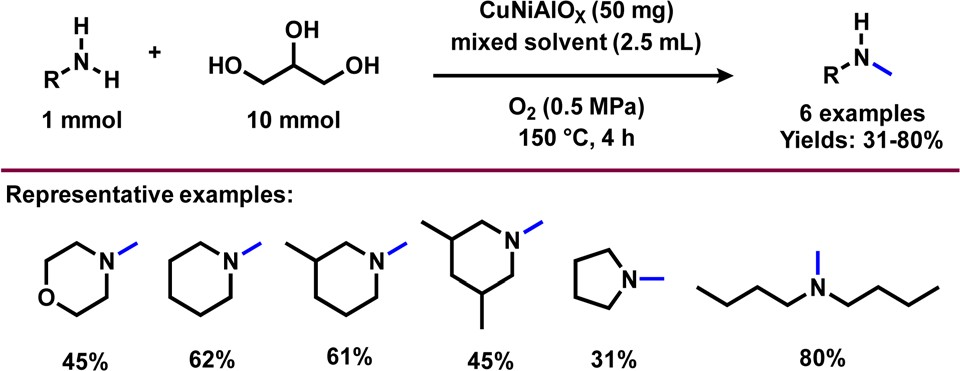 H
N
R
H
1 mmol
+
OH
HO
OH
10 mmol
CuNiAlOₓ (50 mg)
mixed solvent (2.5 mL)
O₂ (0.5 MPa)
150 °C, 4 h
H
N
R
6 examples
Yields: 31-80%
Representative examples:
N
O
45%
N
62%
N
61%
N
45%
N
31%
N
80%